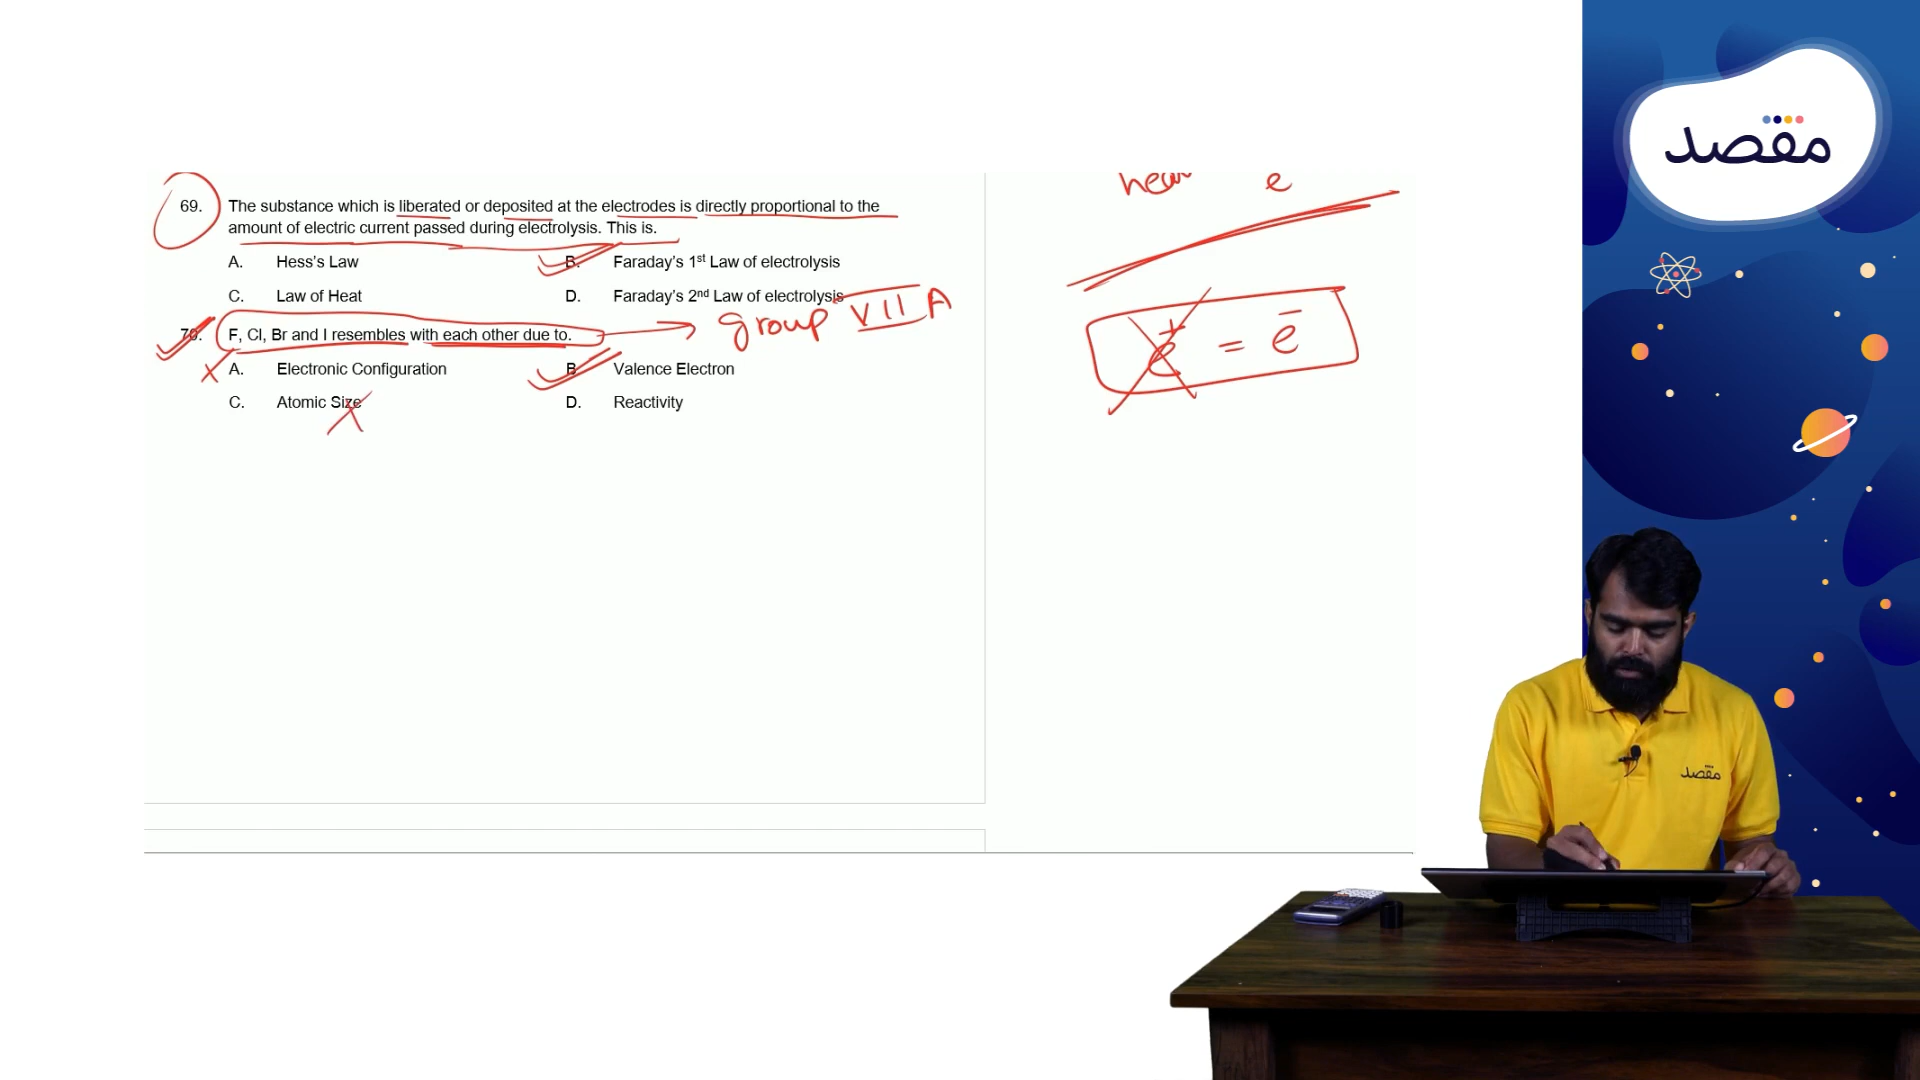 مقصد
e
69. The substance which is liberated or deposited at the electrodes is directly proportional to the
amount of electric current passed during electrolysis. This is.
A. Hess's Law B. Faraday's 1st Law of electrolysis
C. Law of Heat D. Faraday's 2nd Law of electrolysis
70. F, Cl, Br and I resembles with each other due to. → group VII A
A. Electronic Configuration B. Valence Electron
C. Atomic Size D. Reactivity
e⁺ = e⁻
مقصد